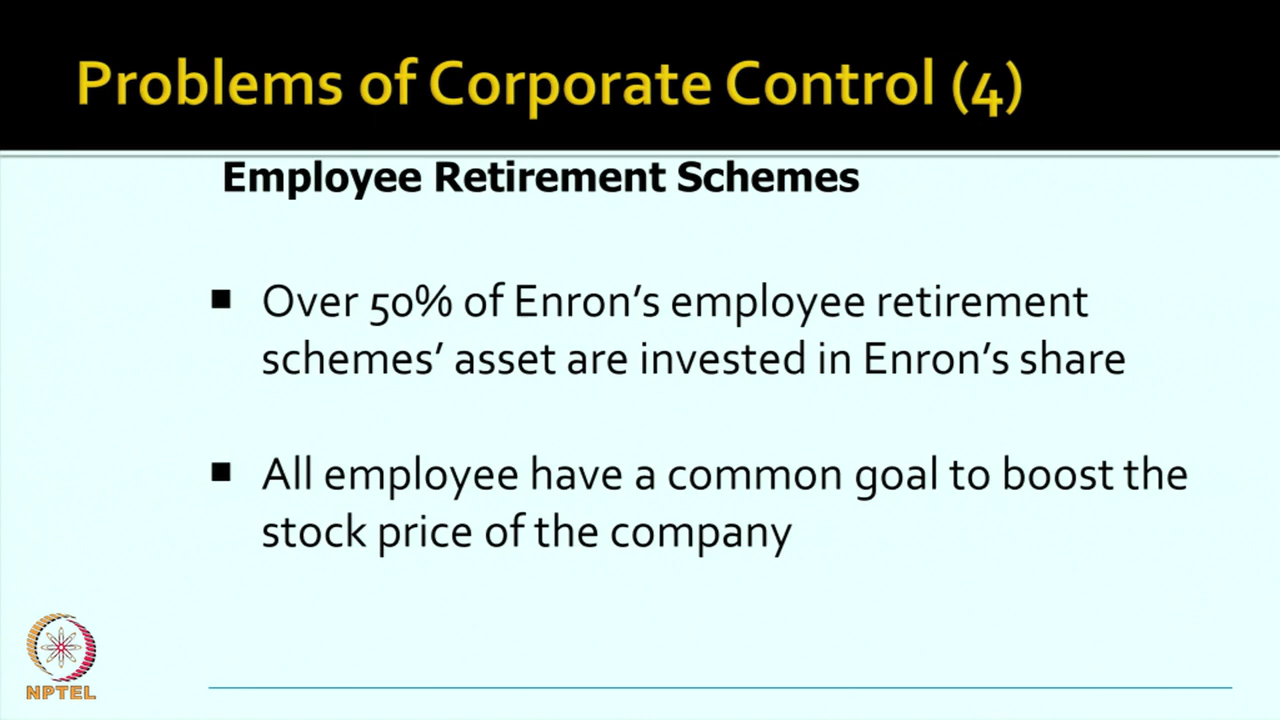 Problems of Corporate Control (4)
Employee Retirement Schemes
■ Over 50% of Enron’s employee retirement
schemes’ asset are invested in Enron’s share
■ All employee have a common goal to boost the
stock price of the company
NPTEL